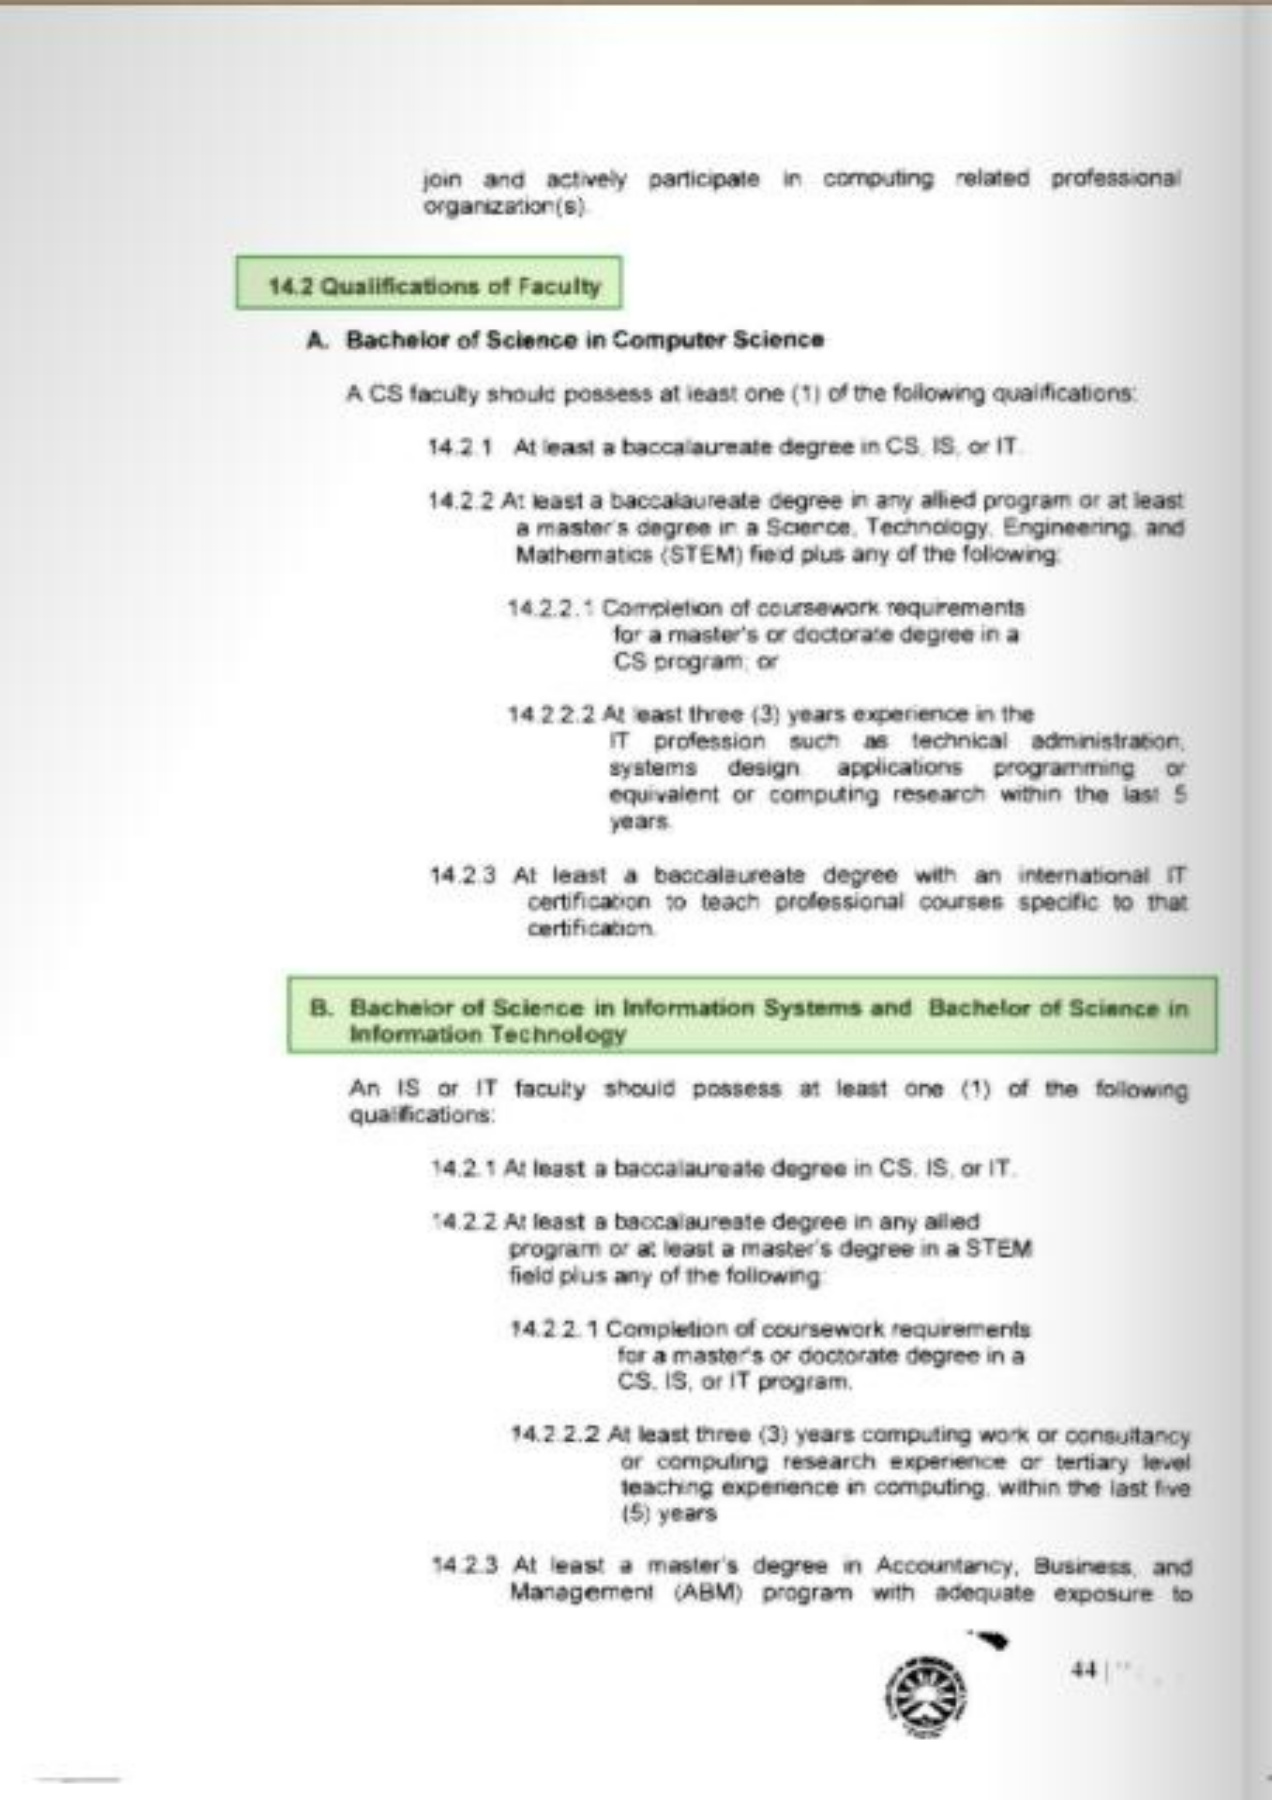 join and actively participate in computing related professional
organization(s).
14.2 Qualifications of Faculty
A. Bachelor of Science in Computer Science
A CS faculty should possess at least one (1) of the following qualifications:
14.2.1 At least a baccalaureate degree in CS, IS, or IT.
14.2.2 At least a baccalaureate degree in any allied program or at least
a master's degree in a Science, Technology, Engineering, and
Mathematics (STEM) field plus any of the following:
14.2.2.1 Completion of coursework requirements
for a master's or doctorate degree in a
CS program; or
14.2.2.2 At least three (3) years experience in the
IT profession such as technical administration,
systems design, applications programming or
equivalent or computing research within the last 5
years.
14.2.3 At least a baccalaureate degree with an international IT
certification to teach professional courses specific to that
certification.
B. Bachelor of Science in Information Systems and Bachelor of Science in
Information Technology
An IS or IT faculty should possess at least one (1) of the following
qualifications:
14.2.1 At least a baccalaureate degree in CS, IS, or IT.
14.2.2 At least a baccalaureate degree in any allied
program or at least a master's degree in a STEM
field plus any of the following:
14.2.2.1 Completion of coursework requirements
for a master's or doctorate degree in a
CS, IS, or IT program.
14.2.2.2 At least three (3) years computing work or consultancy
or computing research experience or tertiary level
teaching experience in computing, within the last five
(5) years
14.2.3 At least a master's degree in Accountancy, Business, and
Management (ABM) program with adequate exposure to
44 |